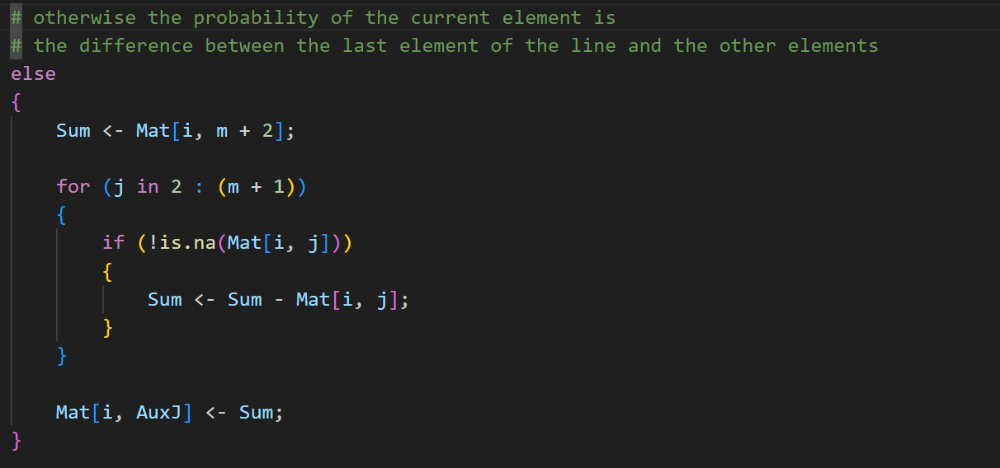 # otherwise the probability of the current element is
# the difference between the last element of the line and the other elements
else
{
    Sum <- Mat[i, m + 2];

    for (j in 2 : (m + 1))
    {
        if (!is.na(Mat[i, j]))
        {
            Sum <- Sum - Mat[i, j];
        }
    }

    Mat[i, AuxJ] <- Sum;
}